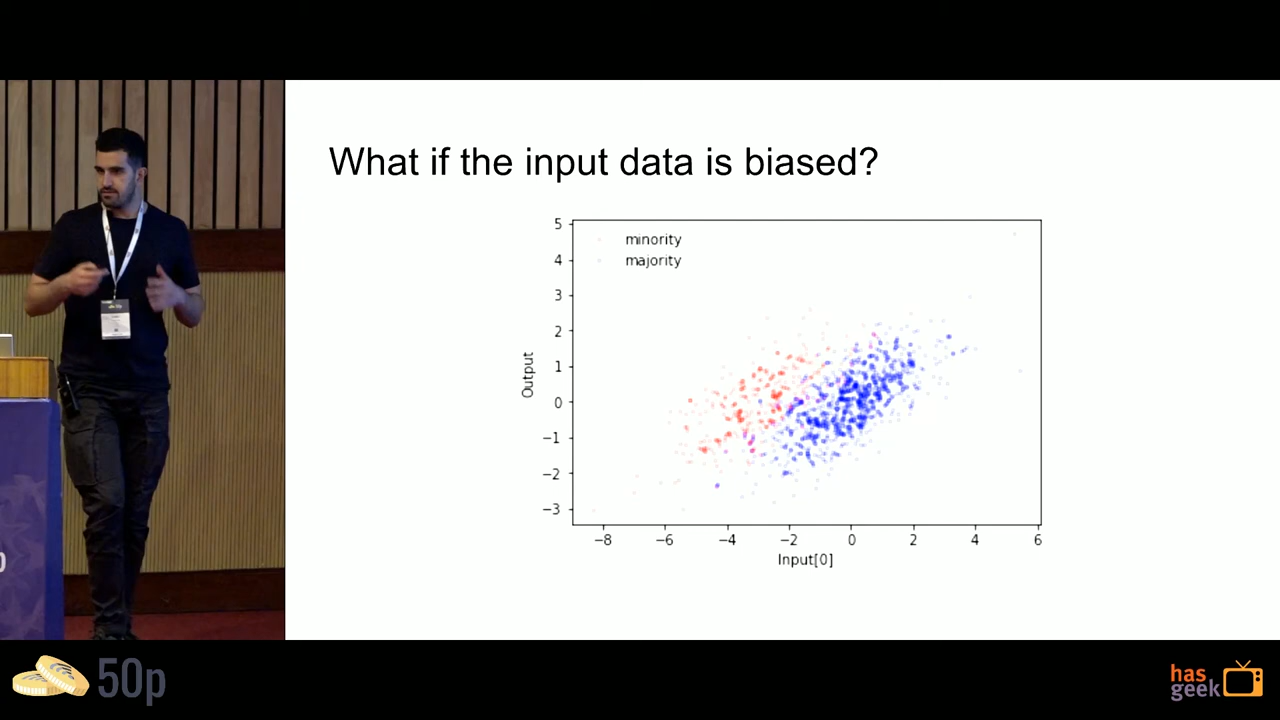 What if the input data is biased?
minority
majority
5
4
3
2
1
0
−1
−2
−3
Output
−8
−6
−4
−2
0
2
4
6
Input[0]
50p
has
geek